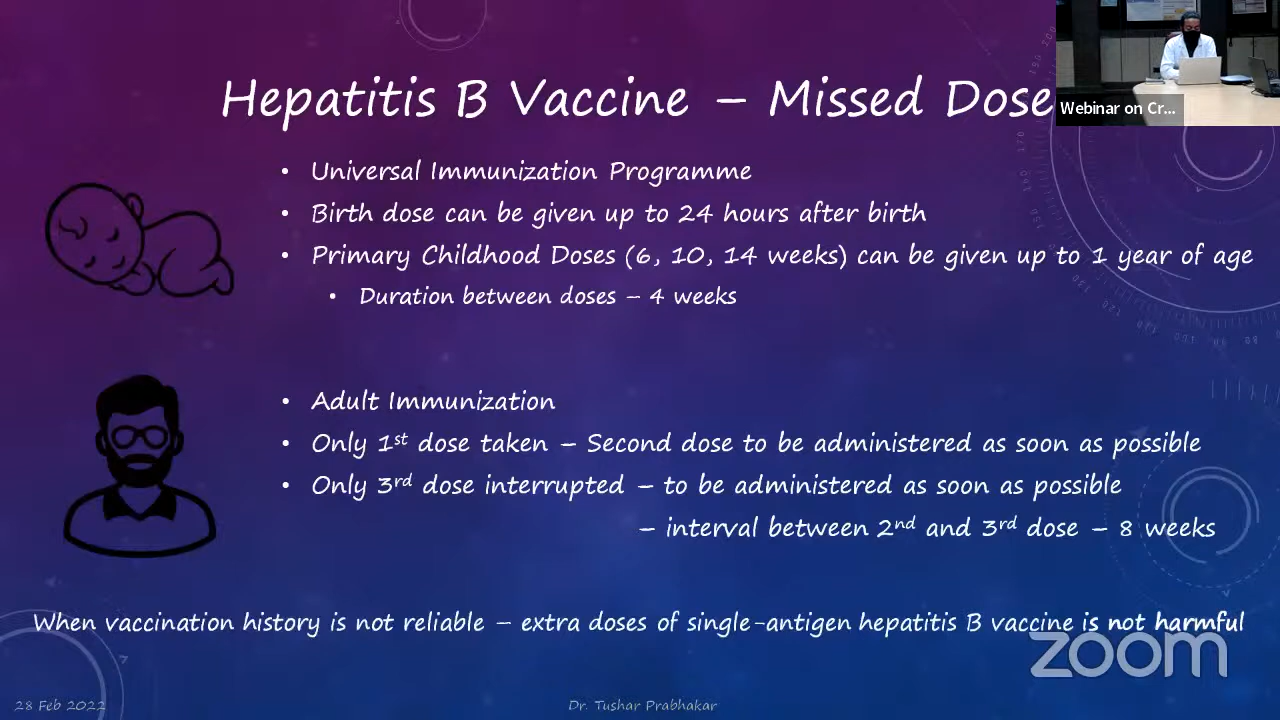 Hepatitis B Vaccine – Missed Dose
Webinar on Cr...
• Universal Immunization Programme
• Birth dose can be given up to 24 hours after birth
• Primary Childhood Doses (6, 10, 14 weeks) can be given up to 1 year of age
• Duration between doses – 4 weeks
• Adult Immunization
• Only 1st dose taken – Second dose to be administered as soon as possible
• Only 3rd dose interrupted – to be administered as soon as possible
– interval between 2nd and 3rd dose – 8 weeks
When vaccination history is not reliable – extra doses of single-antigen hepatitis B vaccine is not harmful
zoom
28 Feb 2022
Dr. Tushar Prabhakar